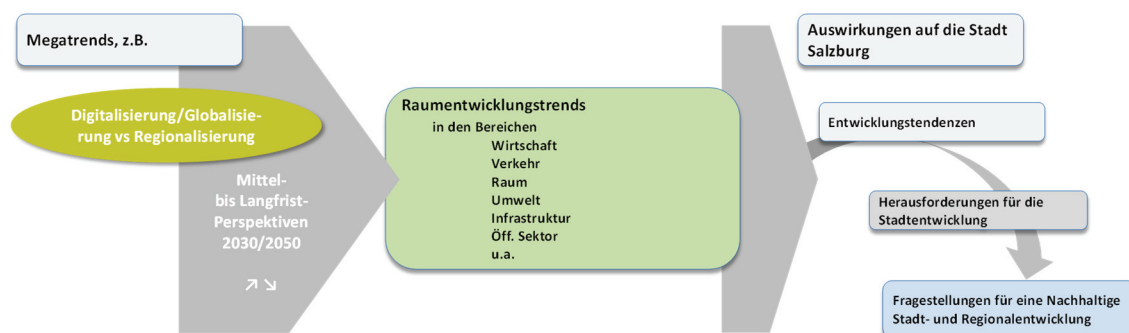 Megatrends, z.B.
Digitalisierung/Globalisie-
rung vs Regionalisierung
Mittel-
bis Langfrist-
Perspektiven
2030/2050
Raumentwicklungstrends
in den Bereichen
Wirtschaft
Verkehr
Raum
Umwelt
Infrastruktur
Öff. Sektor
u.a.
Auswirkungen auf die Stadt
Salzburg
Entwicklungstendenzen
Herausforderungen für die
Stadtentwicklung
Fragestellungen für eine Nachhaltige
Stadt- und Regionalentwicklung